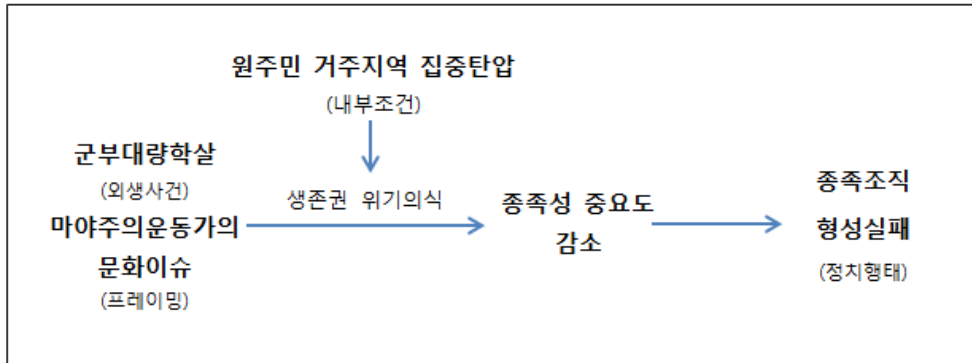 원주민 거주지역 집중탄압
(내부조건)
군부대량학살
(외생사건)
마야주의운동가의
문화이슈
(프레이밍)
생존권 위기의식
종족성 중요도
감소
종족조직
형성실패
(정치행태)